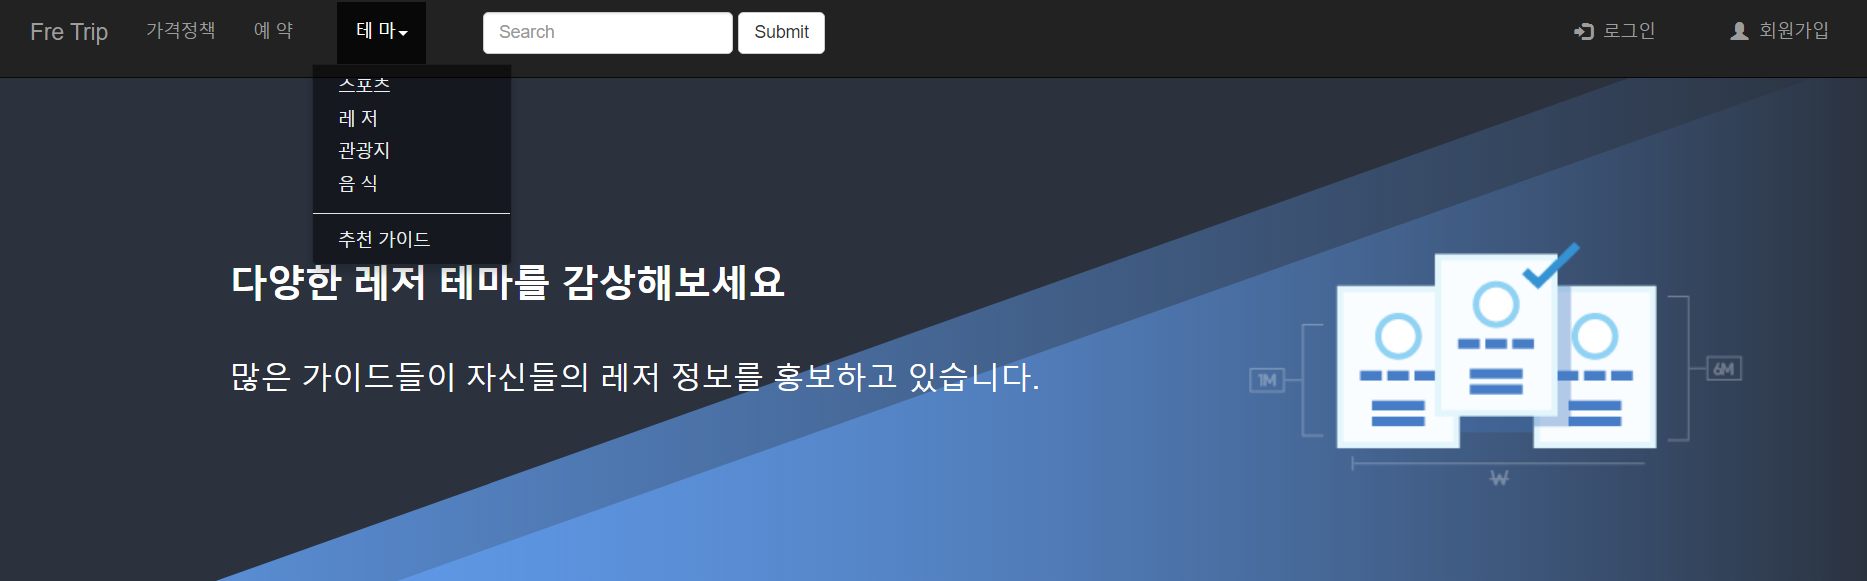 Fre Trip 가격정책 예 약 테 마 Search Submit 로그인 회원가입
스포츠
레 저
관광지
음 식
추천 가이드
다양한 레저 테마를 감상해보세요
많은 가이드들이 자신들의 레저 정보를 홍보하고 있습니다.
1M
6M
₩